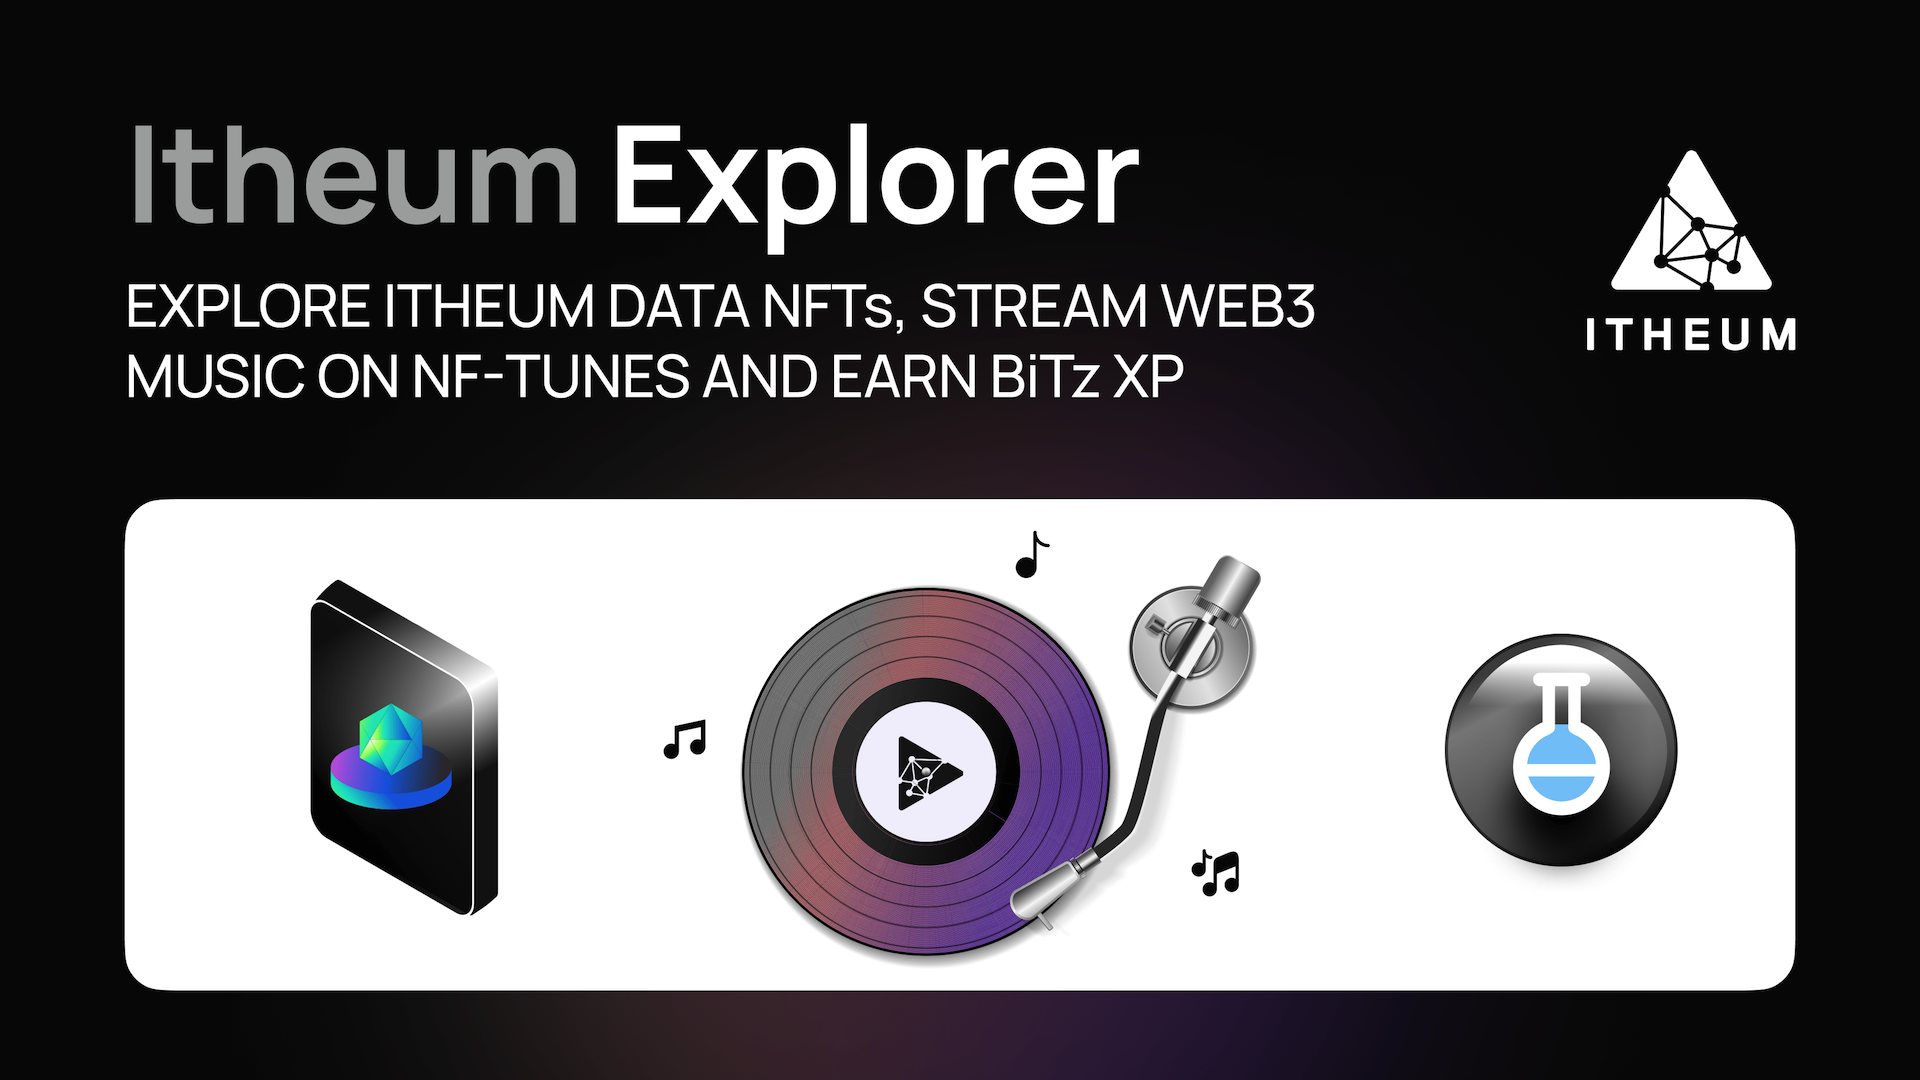 Itheum Explorer
EXPLORE ITHEUM DATA NFTs, STREAM WEB3
MUSIC ON NF-TUNES AND EARN BiTz XP
ITHEUM